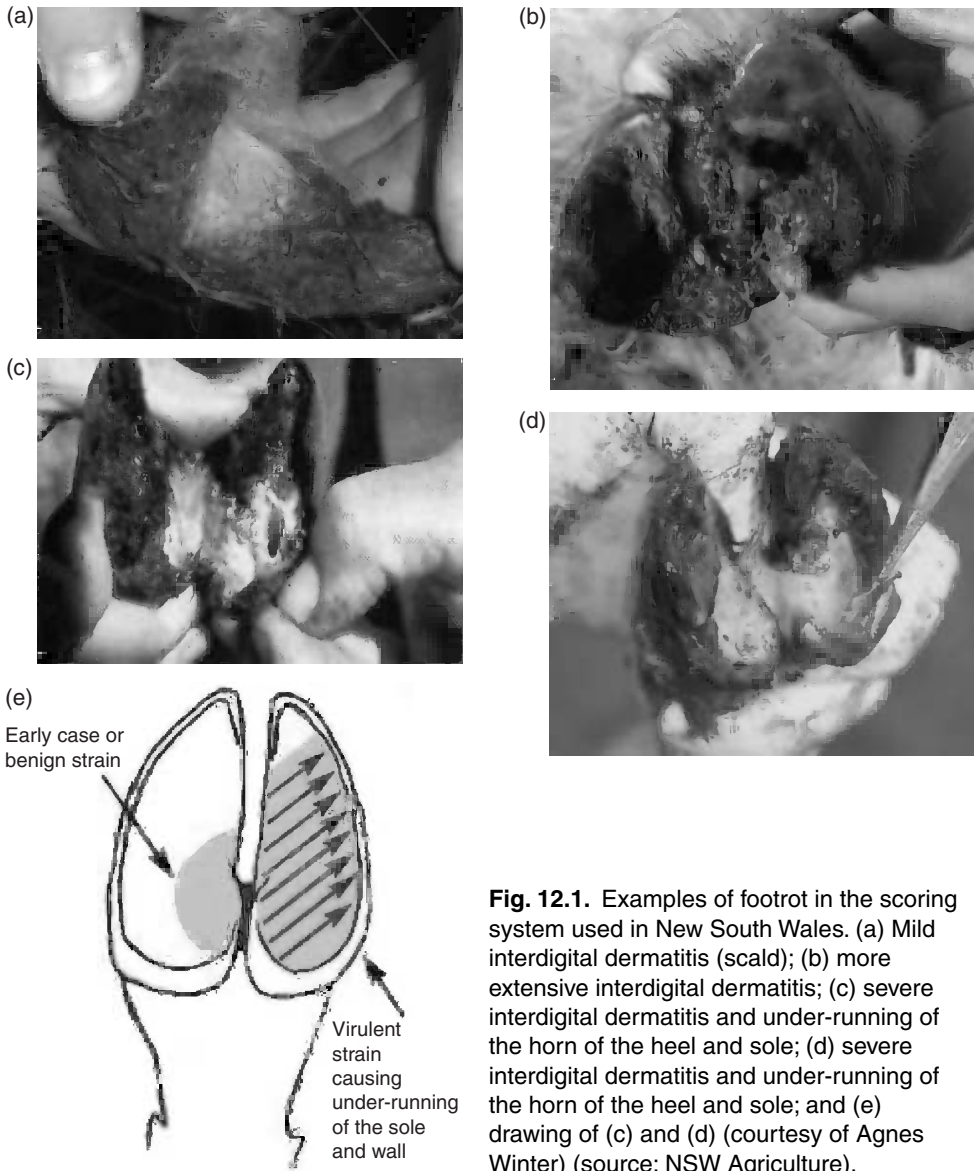 (a)
(b)
(c)
(d)
(e)
Early case or
benign strain
Virulent
strain
causing
under-running
of the sole
and wall
Fig. 12.1. Examples of footrot in the scoring
system used in New South Wales. (a) Mild
interdigital dermatitis (scald); (b) more
extensive interdigital dermatitis; (c) severe
interdigital dermatitis and under-running of
the horn of the heel and sole; (d) severe
interdigital dermatitis and under-running of
the horn of the heel and sole; and (e)
drawing of (c) and (d) (courtesy of Agnes
Winter) (source: NSW Agriculture).